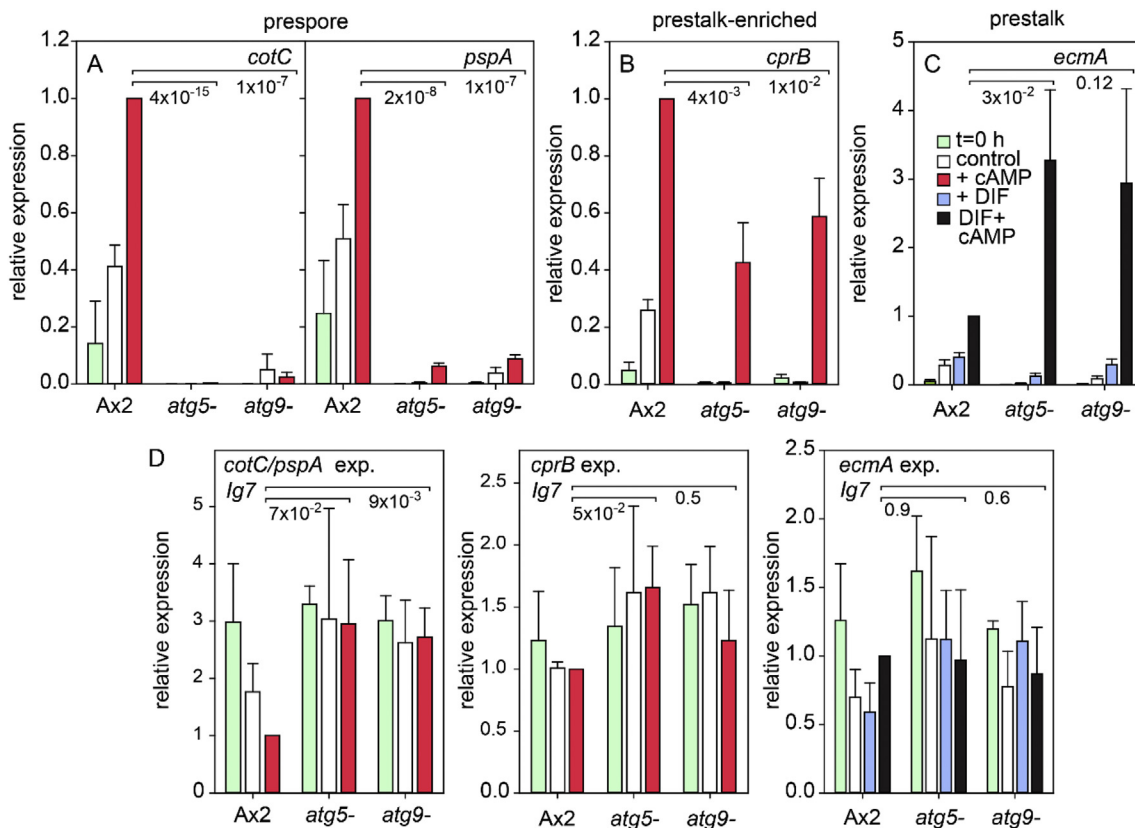 prespore
prestalk-enriched
prestalk
A
cotC
4x10-15
1x10-7
pspA
2x10-8
1x10-7
relative expression
1.2
1.0
0.8
0.6
0.4
0.2
0.0
Ax2
atg5-
atg9-
Ax2
atg5-
atg9-
B
cprB
4x10-3
1x10-2
relative expression
1.2
1.0
0.8
0.6
0.4
0.2
0.0
Ax2
atg5-
atg9-
C
ecmA
3x10-2
0.12
t=0 h
control
+ cAMP
+ DIF
DIF+
cAMP
relative expression
5
4
3
2
1
0
Ax2
atg5-
atg9-
D
cotC/pspA exp.
Ig7
7x10-2
9x10-3
relative expression
5
4
3
2
1
0
Ax2
atg5-
atg9-
cprB exp.
Ig7
5x10-2
0.5
relative expression
2.5
2.0
1.5
1.0
0.5
0.0
Ax2
atg5-
atg9-
ecmA exp.
Ig7
0.9
0.6
relative expression
2.5
2.0
1.5
1.0
0.5
0.0
Ax2
atg5-
atg9-